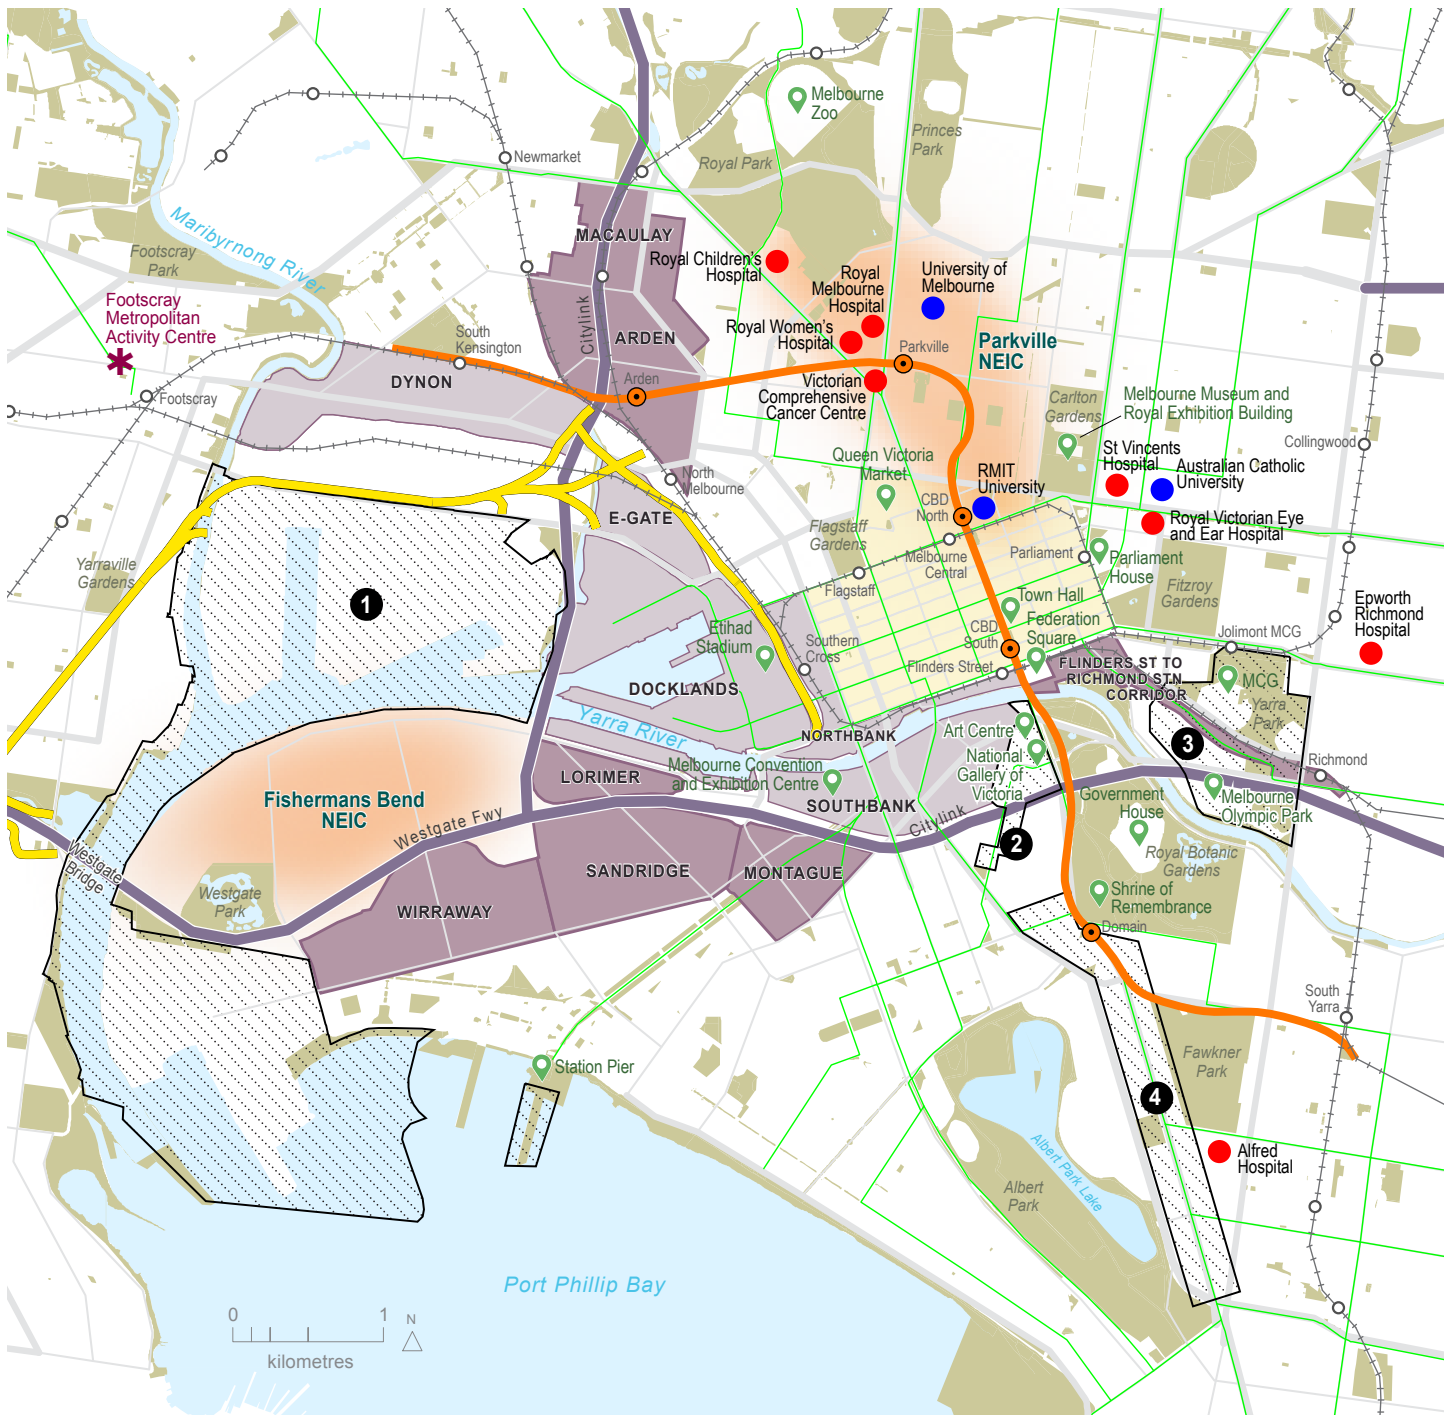 Melbourne
Zoo
Princes
Park
Royal Park
Newmarket
Maribyrnong River
Footscray
Park
MACAULAY
Royal Children's
Hospital
Royal
Melbourne
Hospital
University of
Melbourne
Footscray
Metropolitan
Activity Centre
Citylink
South
Kensington
ARDEN
Royal Women's
Hospital
Parkville
Parkville
NEIC
DYNON
Arden
Victorian
Comprehensive
Cancer Centre
Footscray
Carlton
Gardens
Melbourne Museum and
Royal Exhibition Building
Collingwood
Queen Victoria
Market
St Vincents
Hospital
Australian Catholic
University
RMIT
University
North
Melbourne
CBD
North
E-GATE
Flagstaff
Gardens
Royal Victorian Eye
and Ear Hospital
Melbourne
Central
Parliament
Parliament
House
Yarraville
Gardens
Flagstaff
Fitzroy
Gardens
1
Town Hall
Epworth
Richmond
Hospital
Etihad
Stadium
Southern
Cross
CBD
South
Federation
Square
Jolimont MCG
Flinders Street
FLINDERS ST TO
RICHMOND STN
CORRIDOR
DOCKLANDS
MCG
Yarra
Park
Yarra River
NORTHBANK
Art Centre
3
LORIMER
Melbourne Convention
and Exhibition Centre
National
Gallery of
Victoria
Richmond
Fishermans Bend
NEIC
SOUTHBANK
Government
House
Melbourne
Olympic Park
Westgate Fwy
Citylink
2
Westgate
Bridge
Royal Botanic
Gardens
SANDRIDGE
MONTAGUE
Westgate
Park
Shrine of
Remembrance
WIRRAWAY
Domain
South
Yarra
Station Pier
Fawkner
Park
4
Albert Park Lake
Alfred
Hospital
Albert
Park
Port Phillip Bay
0
1
N
kilometres